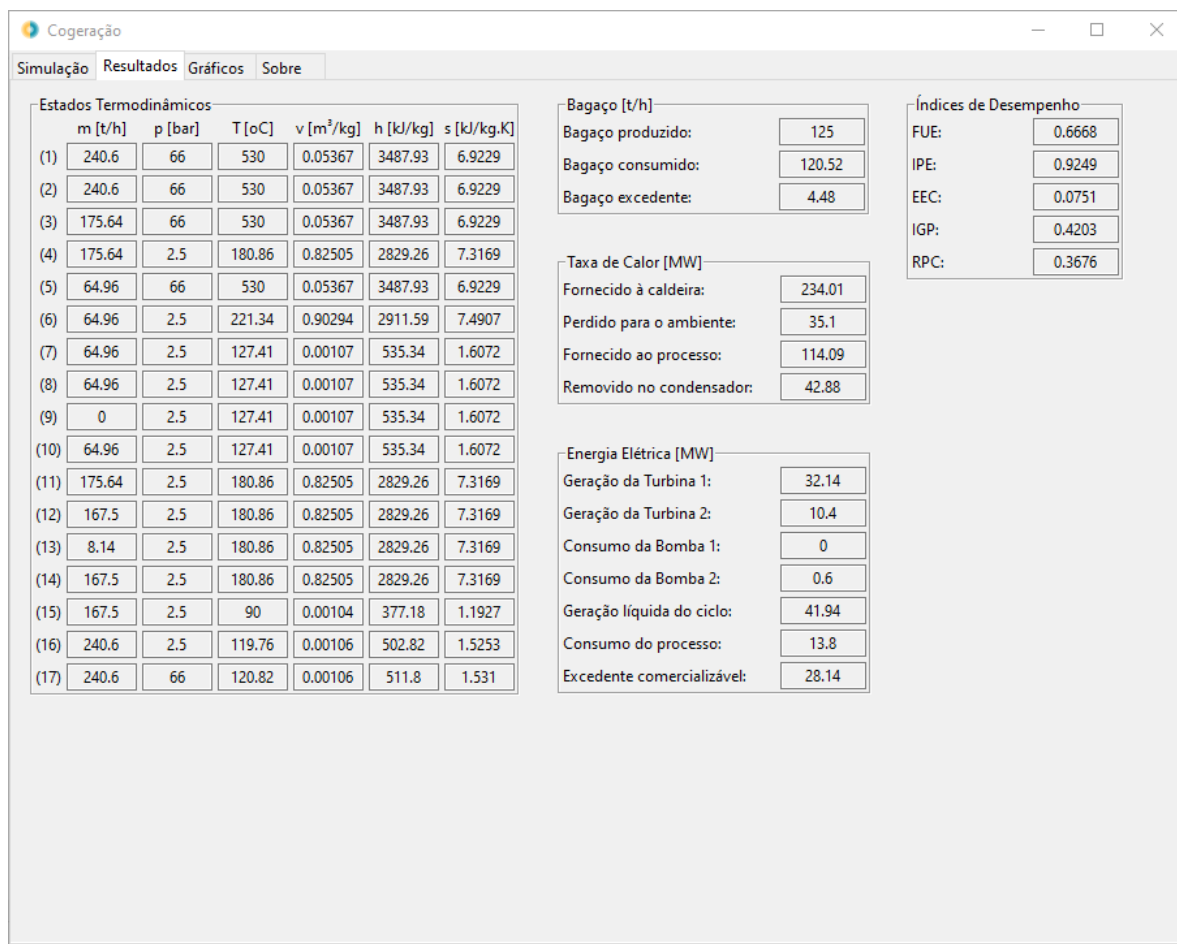 Cogeração
Simulação Resultados Gráficos Sobre
Estados Termodinâmicos
m [t/h] p [bar] T [oC] v [m³/kg] h [kJ/kg] s [kJ/kg.K]
(1) 240.6 66 530 0.05367 3487.93 6.9229
(2) 240.6 66 530 0.05367 3487.93 6.9229
(3) 175.64 66 530 0.05367 3487.93 6.9229
(4) 175.64 2.5 180.86 0.82505 2829.26 7.3169
(5) 64.96 66 530 0.05367 3487.93 6.9229
(6) 64.96 2.5 221.34 0.90294 2911.59 7.4907
(7) 64.96 2.5 127.41 0.00107 535.34 1.6072
(8) 64.96 2.5 127.41 0.00107 535.34 1.6072
(9) 0 2.5 127.41 0.00107 535.34 1.6072
(10) 64.96 2.5 127.41 0.00107 535.34 1.6072
(11) 175.64 2.5 180.86 0.82505 2829.26 7.3169
(12) 167.5 2.5 180.86 0.82505 2829.26 7.3169
(13) 8.14 2.5 180.86 0.82505 2829.26 7.3169
(14) 167.5 2.5 180.86 0.82505 2829.26 7.3169
(15) 167.5 2.5 90 0.00104 377.18 1.1927
(16) 240.6 2.5 119.76 0.00106 502.82 1.5253
(17) 240.6 66 120.82 0.00106 511.8 1.531
Bagaço [t/h]
Bagaço produzido: 125
Bagaço consumido: 120.52
Bagaço excedente: 4.48
Taxa de Calor [MW]
Fornecido à caldeira: 234.01
Perdido para o ambiente: 35.1
Fornecido ao processo: 114.09
Removido no condensador: 42.88
Energia Elétrica [MW]
Geração da Turbina 1: 32.14
Geração da Turbina 2: 10.4
Consumo da Bomba 1: 0
Consumo da Bomba 2: 0.6
Geração líquida do ciclo: 41.94
Consumo do processo: 13.8
Excedente comercializável: 28.14
Índices de Desempenho
FUE: 0.6668
IPE: 0.9249
EEC: 0.0751
IGP: 0.4203
RPC: 0.3676